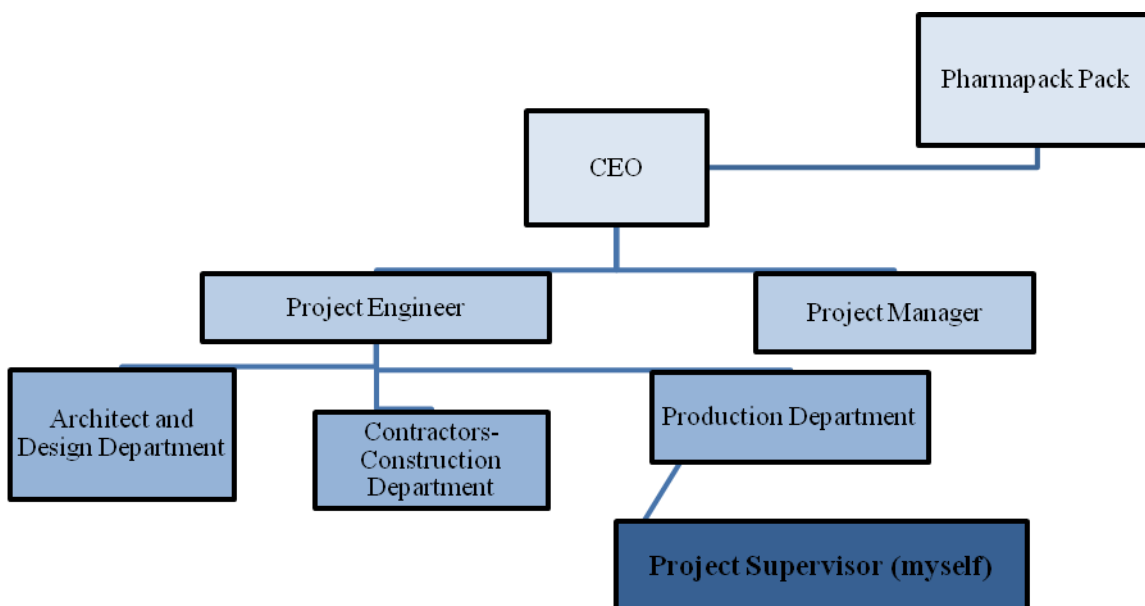 Pharmapack Pack
CEO
Project Engineer
Project Manager
Architect and
Design Department
Contractors-
Construction
Department
Production Department
Project Supervisor (myself)